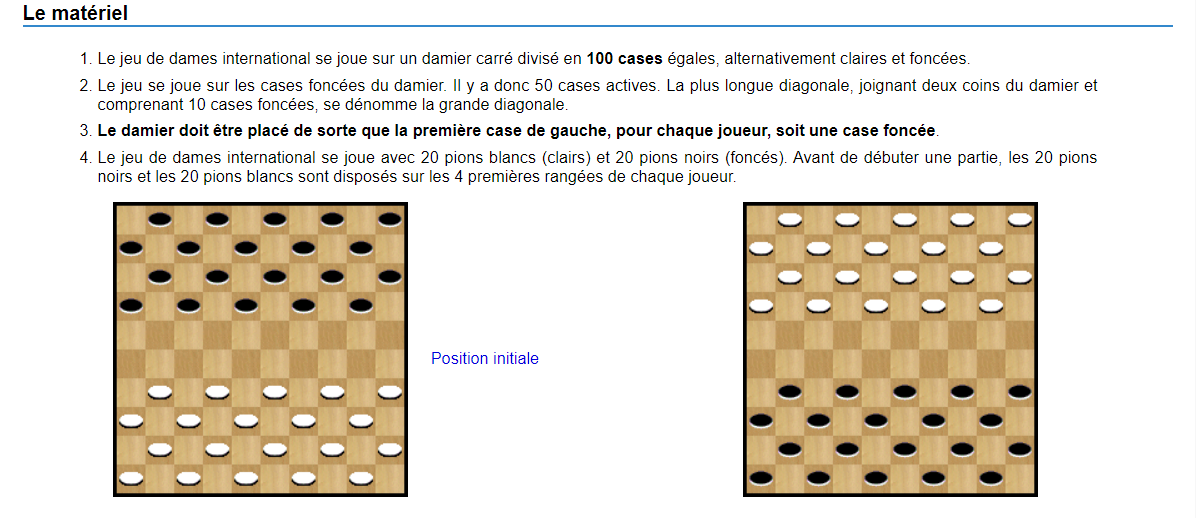 Le matériel
1. Le jeu de dames international se joue sur un damier carré divisé en 100 cases égales, alternativement claires et foncées.
2. Le jeu se joue sur les cases foncées du damier. Il y a donc 50 cases actives. La plus longue diagonale, joignant deux coins du damier et
comprenant 10 cases foncées, se dénomme la grande diagonale.
3. Le damier doit être placé de sorte que la première case de gauche, pour chaque joueur, soit une case foncée.
4. Le jeu de dames international se joue avec 20 pions blancs (clairs) et 20 pions noirs (foncés). Avant de débuter une partie, les 20 pions
noirs et les 20 pions blancs sont disposés sur les 4 premières rangées de chaque joueur.
Position initiale